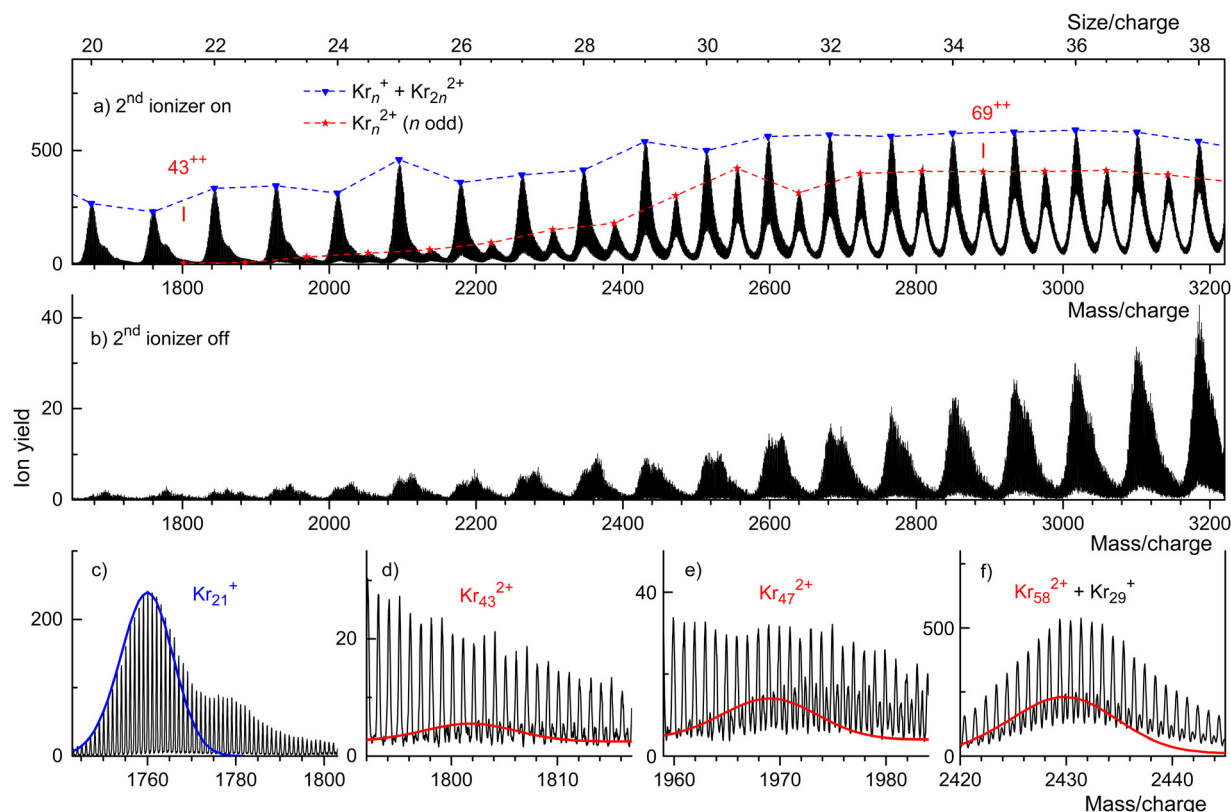 Size/charge
20 22 24 26 28 30 32 34 36 38
a) 2nd ionizer on
Krn+ + Kr2n2+
Krn2+ (n odd)
69++
43++
500
0
1800 2000 2200 2400 2600 2800 3000 3200
Mass/charge
b) 2nd ionizer off
40
20
0
Ion yield
1800 2000 2200 2400 2600 2800 3000 3200
Mass/charge
c) Kr21+
200
0
1760 1780 1800
d) Kr432+
20
0
1800 1810
e) Kr472+
40
0
1960 1970 1980
f) Kr582+ + Kr29+
500
0
2420 2430 2440
Mass/charge